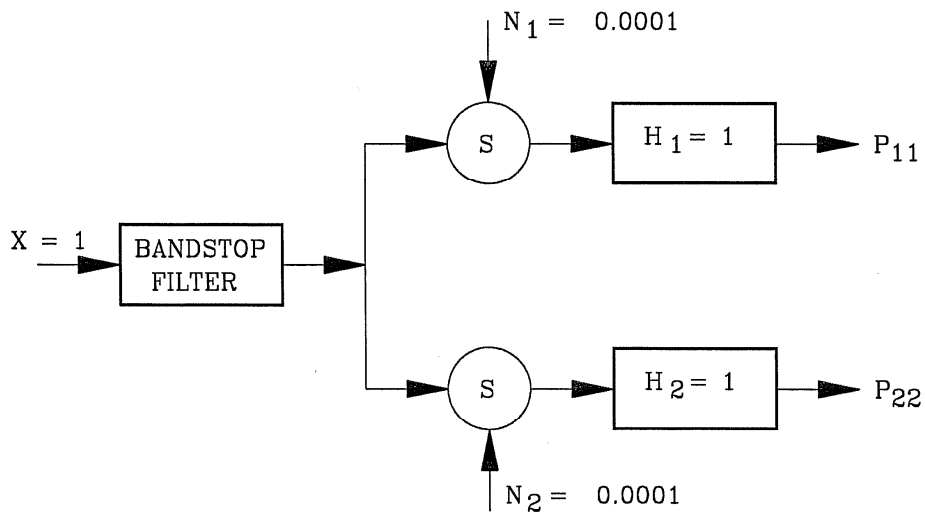 N1 = 0.0001
S
H1 = 1
P11
X = 1
BANDSTOP
FILTER
S
H2 = 1
P22
N2 = 0.0001